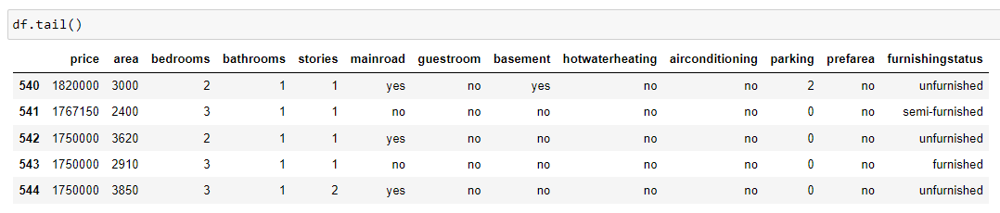 df.tail()
price area bedrooms bathrooms stories mainroad guestroom basement hotwaterheating airconditioning parking prefarea furnishingstatus
540 1820000 3000 2 1 1 yes no yes no no 2 no unfurnished
541 1767150 2400 3 1 1 no no no no no 0 no semi-furnished
542 1750000 3620 2 1 1 yes no no no no 0 no unfurnished
543 1750000 2910 3 1 1 no no no no no 0 no furnished
544 1750000 3850 3 1 2 yes no no no no 0 no unfurnished